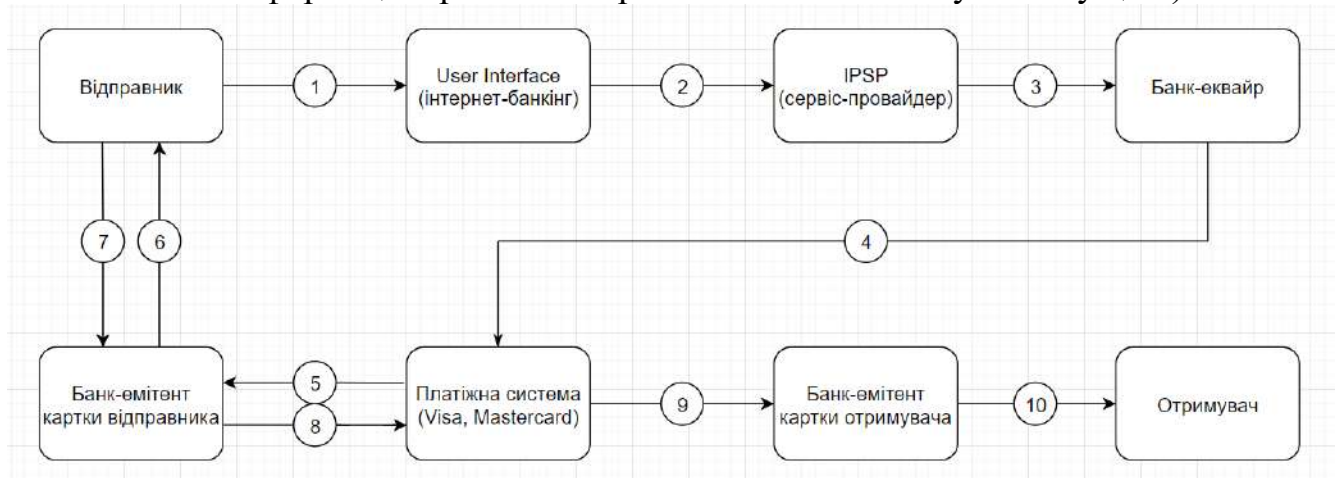 Відправник
1
User Interface
(інтернет-банкінг)
2
IPSP
(сервіс-провайдер)
3
Банк-еквайр
7
6
4
Банк-емітент
картки відправника
5
8
Платіжна система
(Visa, Mastercard)
9
Банк-емітент
картки отримувача
10
Отримувач